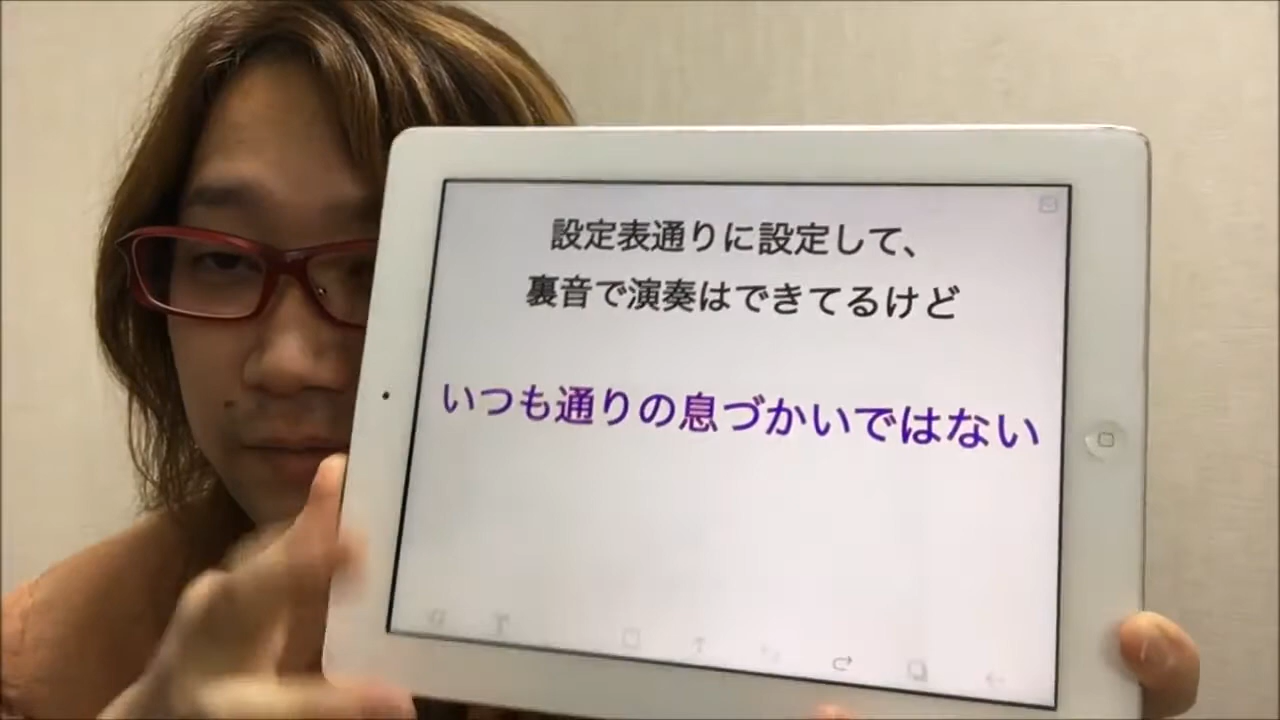 設定表通りに設定して、
裏音で演奏はできてるけど
いつも通りの息づかいではない